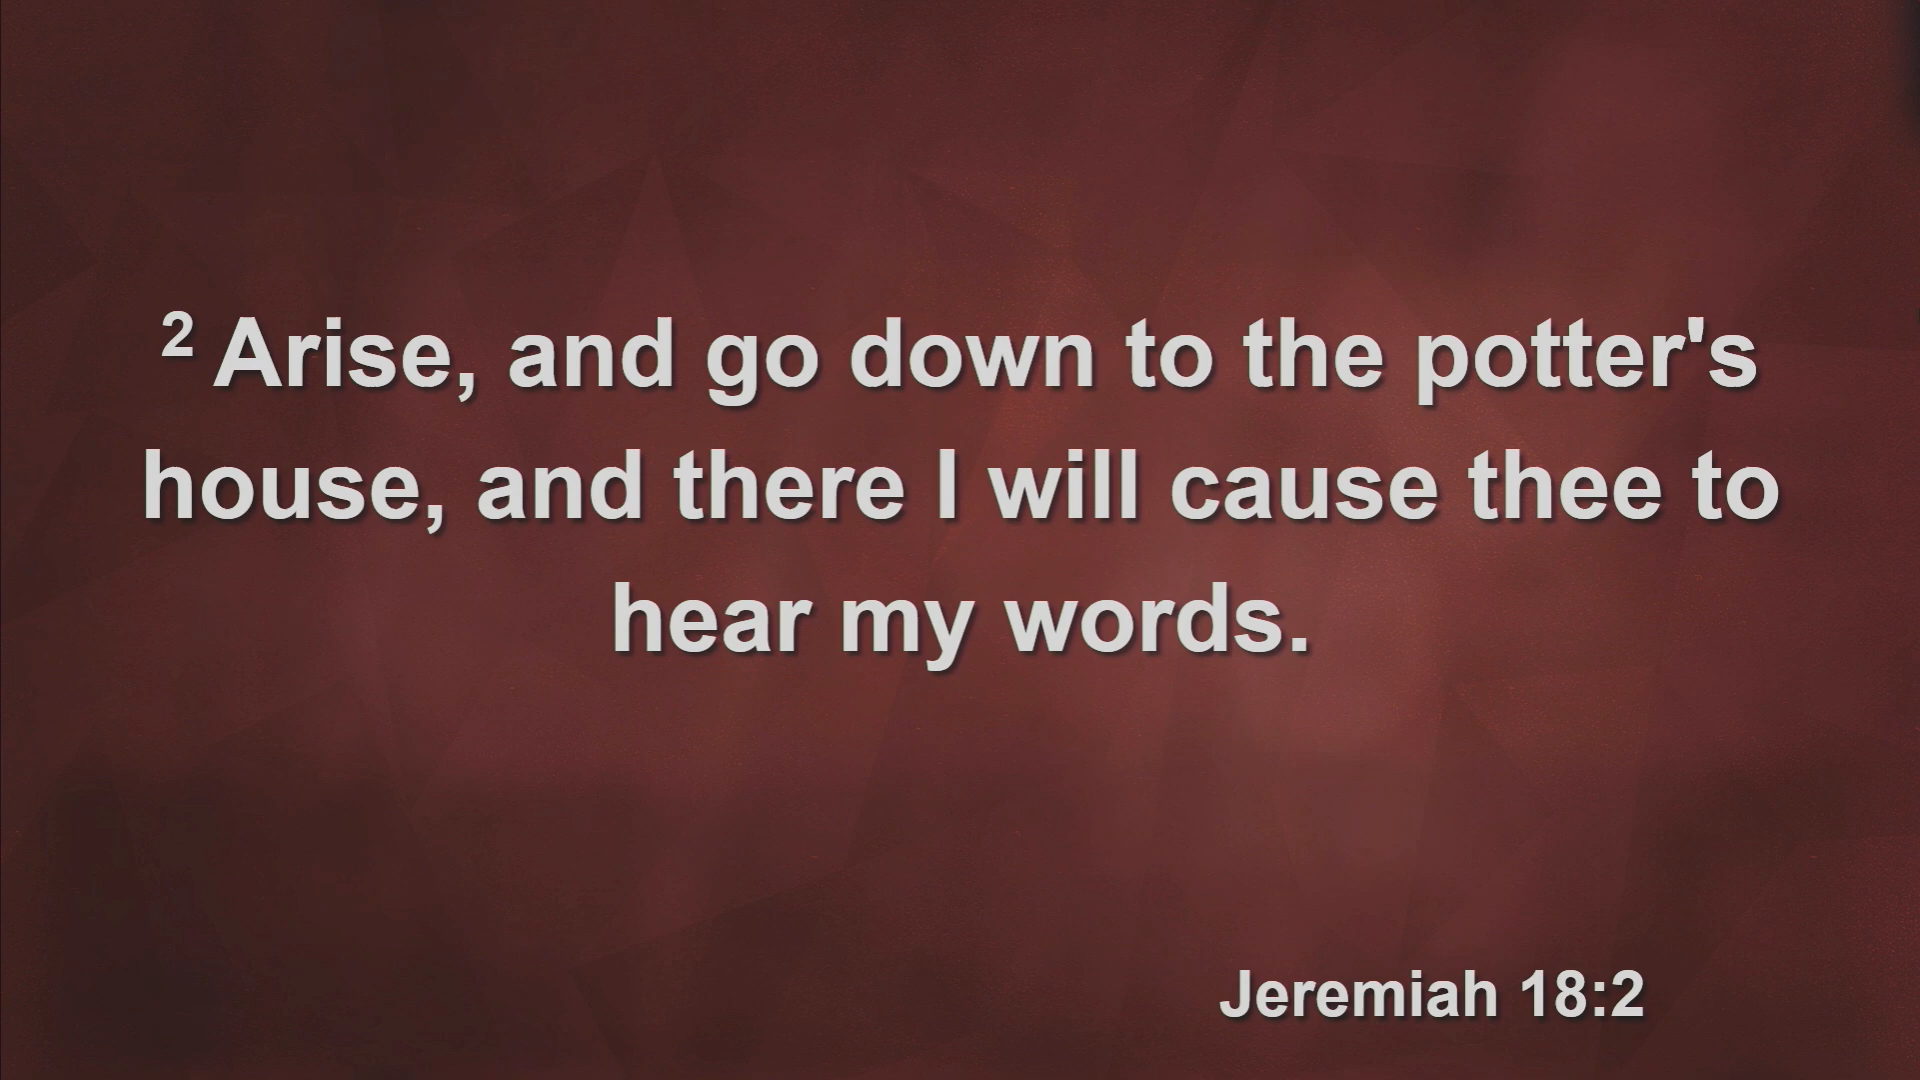 2 Arise, and go down to the potter's
house, and there I will cause thee to
hear my words.
Jeremiah 18:2